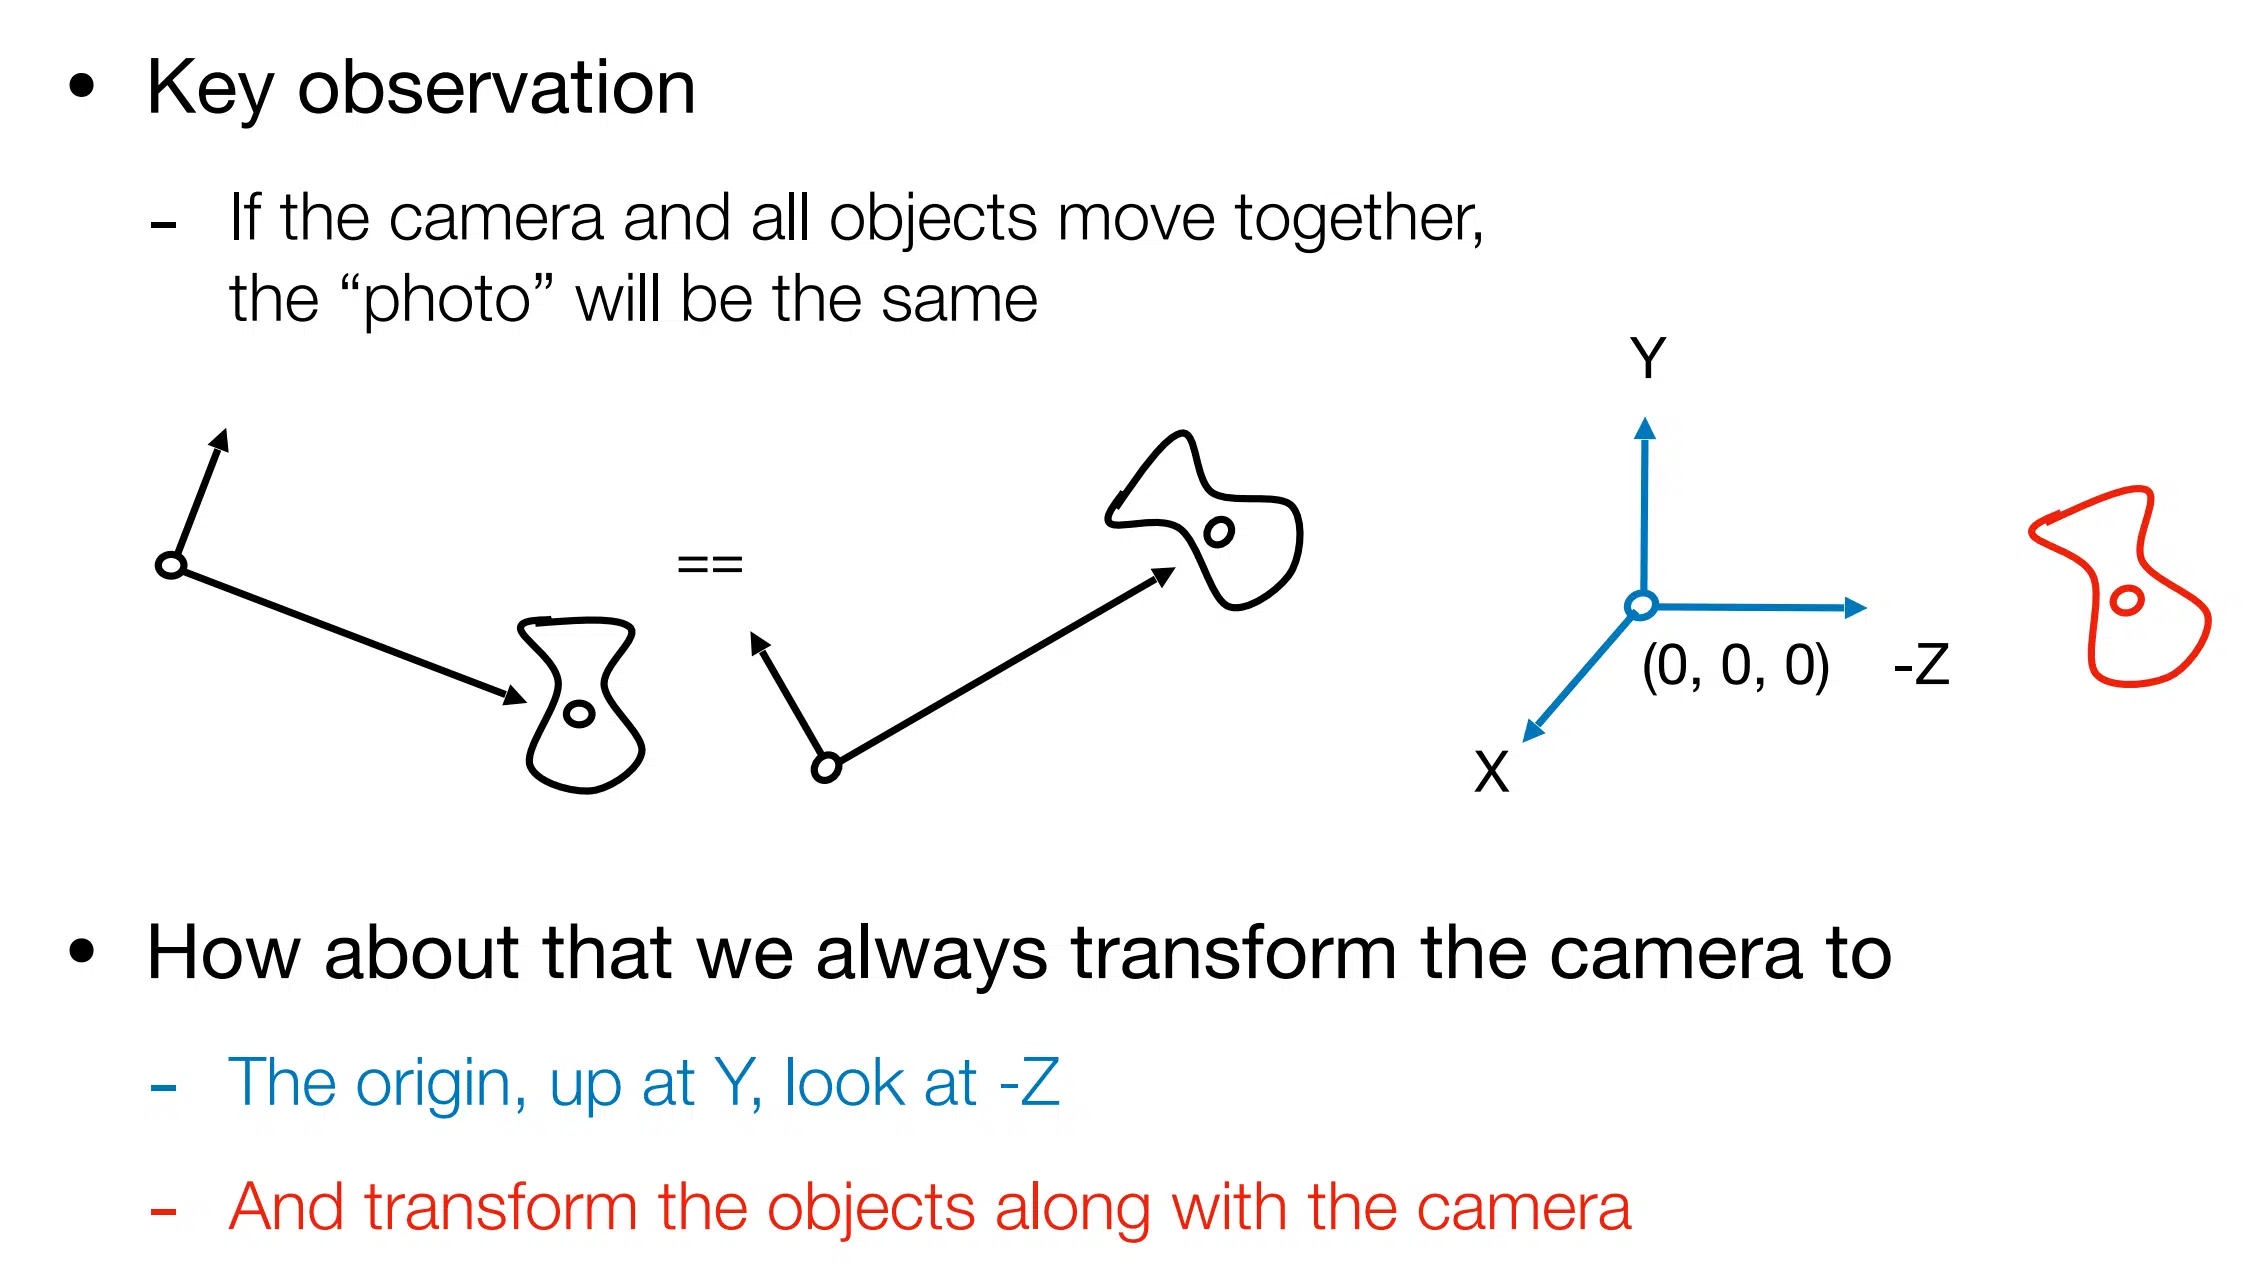 • Key observation
- If the camera and all objects move together,
the “photo” will be the same
Y
==
(0, 0, 0) -Z
X
• How about that we always transform the camera to
- The origin, up at Y, look at -Z
- And transform the objects along with the camera